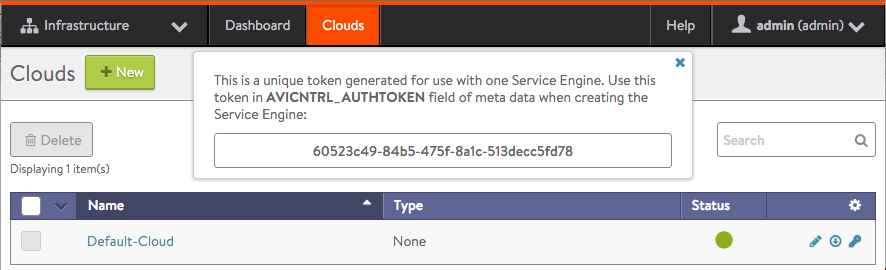 Infrastructure Dashboard Clouds Help admin (admin)
Clouds + New
This is a unique token generated for use with one Service Engine. Use this
token in AVICNTRL_AUTHTOKEN field of meta data when creating the
Service Engine:
60523c49-84b5-475f-8a1c-513decc5fd78
Delete Search
Displaying 1 item(s)
Name Type Status
Default-Cloud None